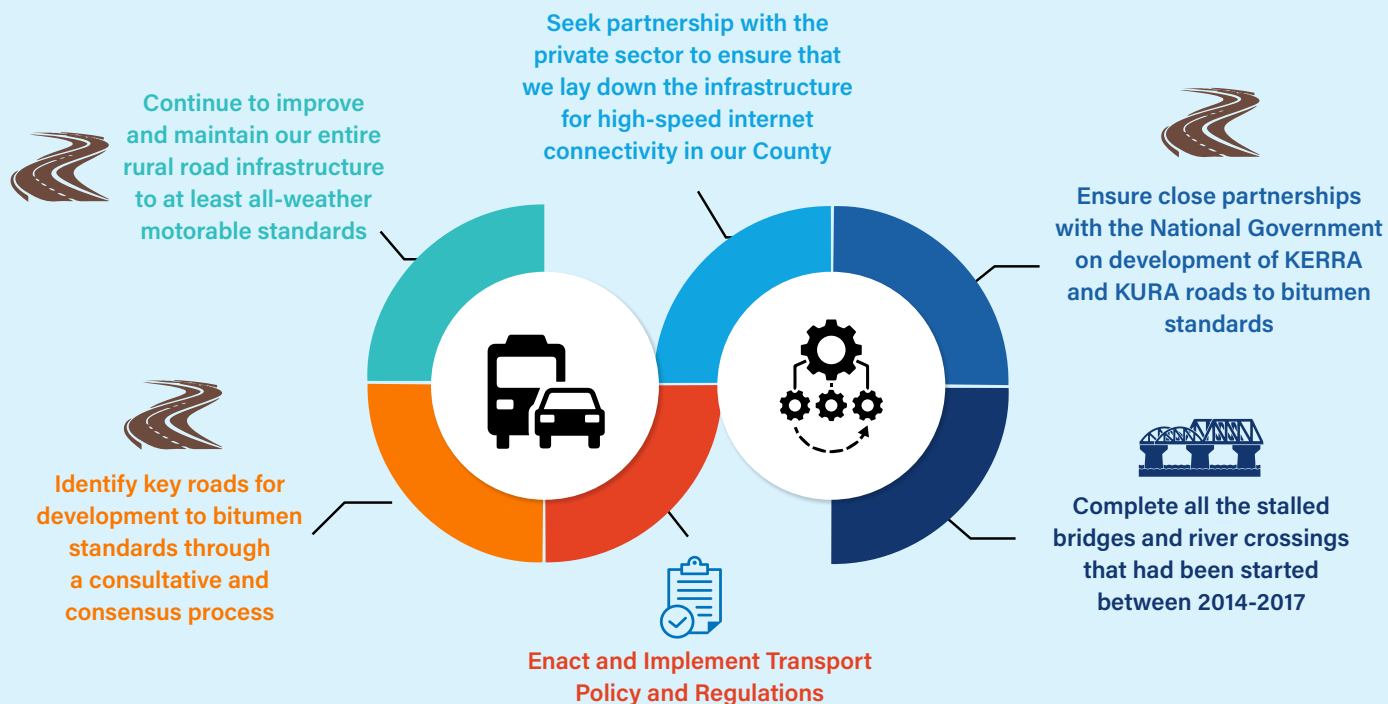 Seek partnership with the
private sector to ensure that
we lay down the infrastructure
for high-speed internet
connectivity in our County
Continue to improve
and maintain our entire
rural road infrastructure
to at least all-weather
motorable standards
Ensure close partnerships
with the National Government
on development of KERRA
and KURA roads to bitumen
standards
Identify key roads for
development to bitumen
standards through
a consultative and
consensus process
Complete all the stalled
bridges and river crossings
that had been started
between 2014-2017
Enact and Implement Transport
Policy and Regulations